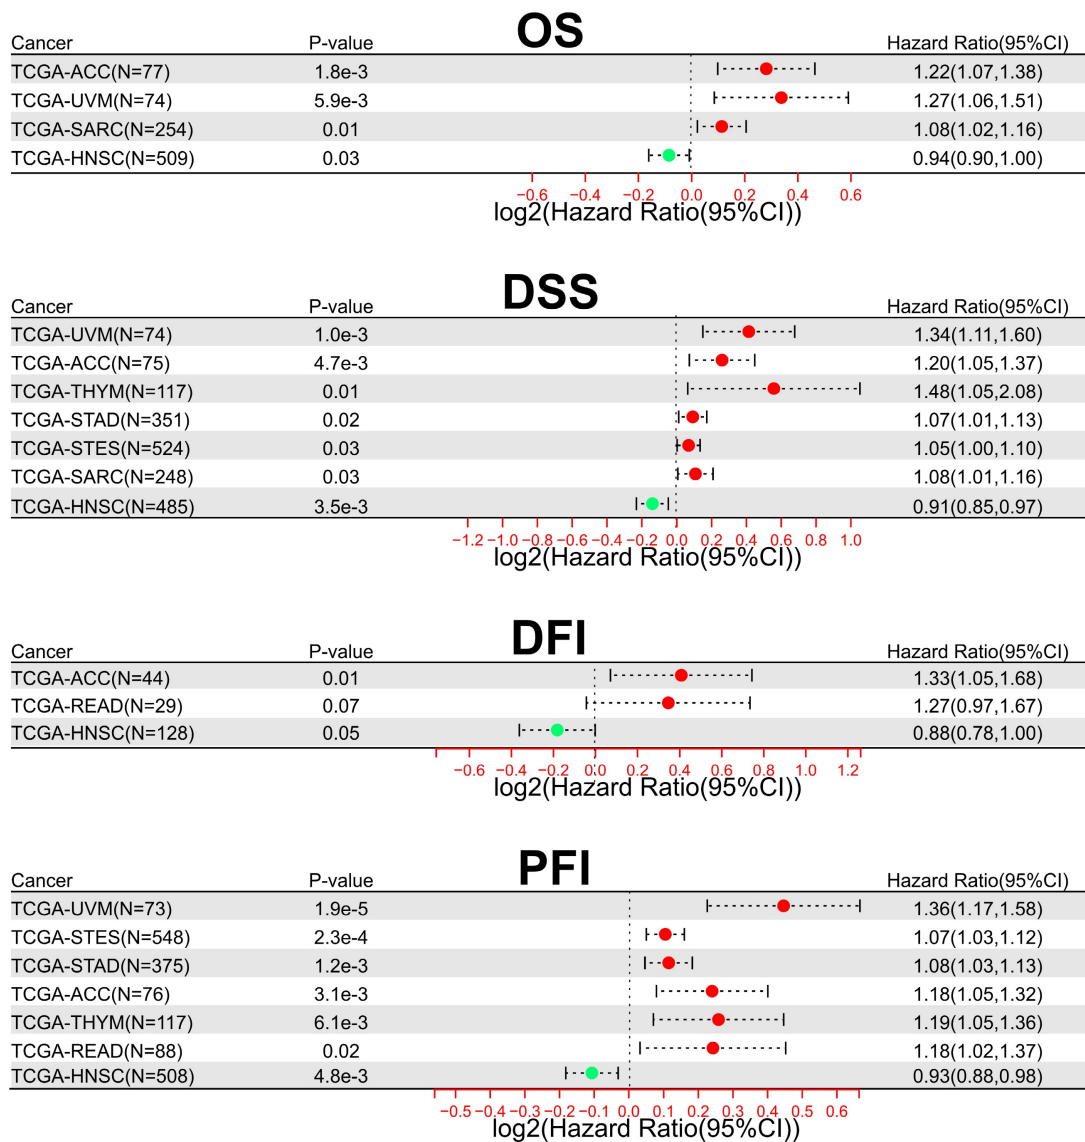 OS
Cancer P-value Hazard Ratio(95%CI)
TCGA-ACC(N=77) 1.8e-3 1.22(1.07,1.38)
TCGA-UVM(N=74) 5.9e-3 1.27(1.06,1.51)
TCGA-SARC(N=254) 0.01 1.08(1.02,1.16)
TCGA-HNSC(N=509) 0.03 0.94(0.90,1.00)
−0.6 −0.4 −0.2 0.0 0.2 0.4 0.6
log2(Hazard Ratio(95%CI))
DSS
Cancer P-value Hazard Ratio(95%CI)
TCGA-UVM(N=74) 1.0e-3 1.34(1.11,1.60)
TCGA-ACC(N=75) 4.7e-3 1.20(1.05,1.37)
TCGA-THYM(N=117) 0.01 1.48(1.05,2.08)
TCGA-STAD(N=351) 0.02 1.07(1.01,1.13)
TCGA-STES(N=524) 0.03 1.05(1.00,1.10)
TCGA-SARC(N=248) 0.03 1.08(1.01,1.16)
TCGA-HNSC(N=485) 3.5e-3 0.91(0.85,0.97)
−1.2 −1.0 −0.8 −0.6 −0.4 −0.2 0.0 0.2 0.4 0.6 0.8 1.0
log2(Hazard Ratio(95%CI))
DFI
Cancer P-value Hazard Ratio(95%CI)
TCGA-ACC(N=44) 0.01 1.33(1.05,1.68)
TCGA-READ(N=29) 0.07 1.27(0.97,1.67)
TCGA-HNSC(N=128) 0.05 0.88(0.78,1.00)
−0.6 −0.4 −0.2 0.0 0.2 0.4 0.6 0.8 1.0 1.2
log2(Hazard Ratio(95%CI))
PFI
Cancer P-value Hazard Ratio(95%CI)
TCGA-UVM(N=73) 1.9e-5 1.36(1.17,1.58)
TCGA-STES(N=548) 2.3e-4 1.07(1.03,1.12)
TCGA-STAD(N=375) 1.2e-3 1.08(1.03,1.13)
TCGA-ACC(N=76) 3.1e-3 1.18(1.05,1.32)
TCGA-THYM(N=117) 6.1e-3 1.19(1.05,1.36)
TCGA-READ(N=88) 0.02 1.18(1.02,1.37)
TCGA-HNSC(N=508) 4.8e-3 0.93(0.88,0.98)
−0.5 −0.4 −0.3 −0.2 −0.1 0.0 0.1 0.2 0.3 0.4 0.5 0.6
log2(Hazard Ratio(95%CI))